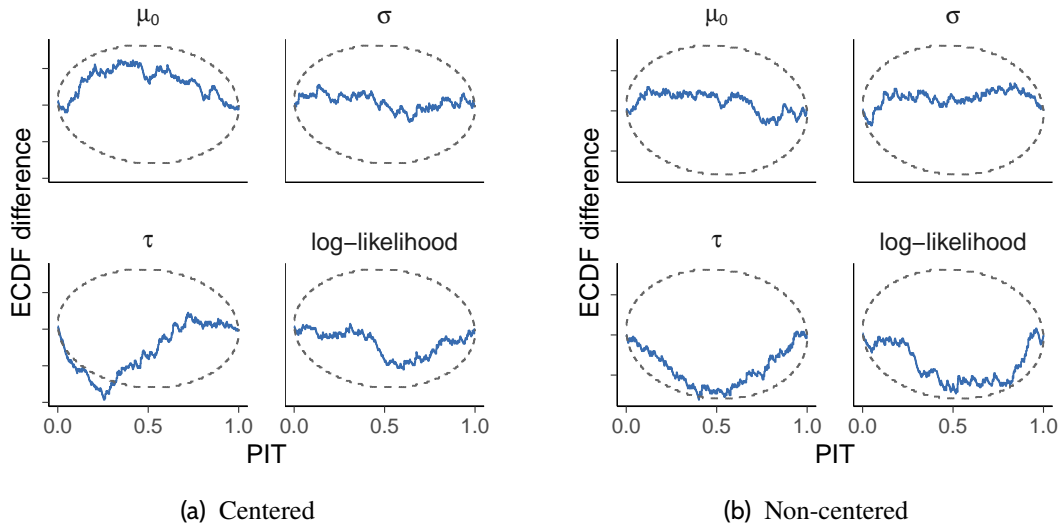 μ₀ σ
τ log−likelihood
ECDF difference
0.0 0.5 1.0 0.0 0.5 1.0
PIT
(a) Centered
μ₀ σ
τ log−likelihood
ECDF difference
0.0 0.5 1.0 0.0 0.5 1.0
PIT
(b) Non-centered